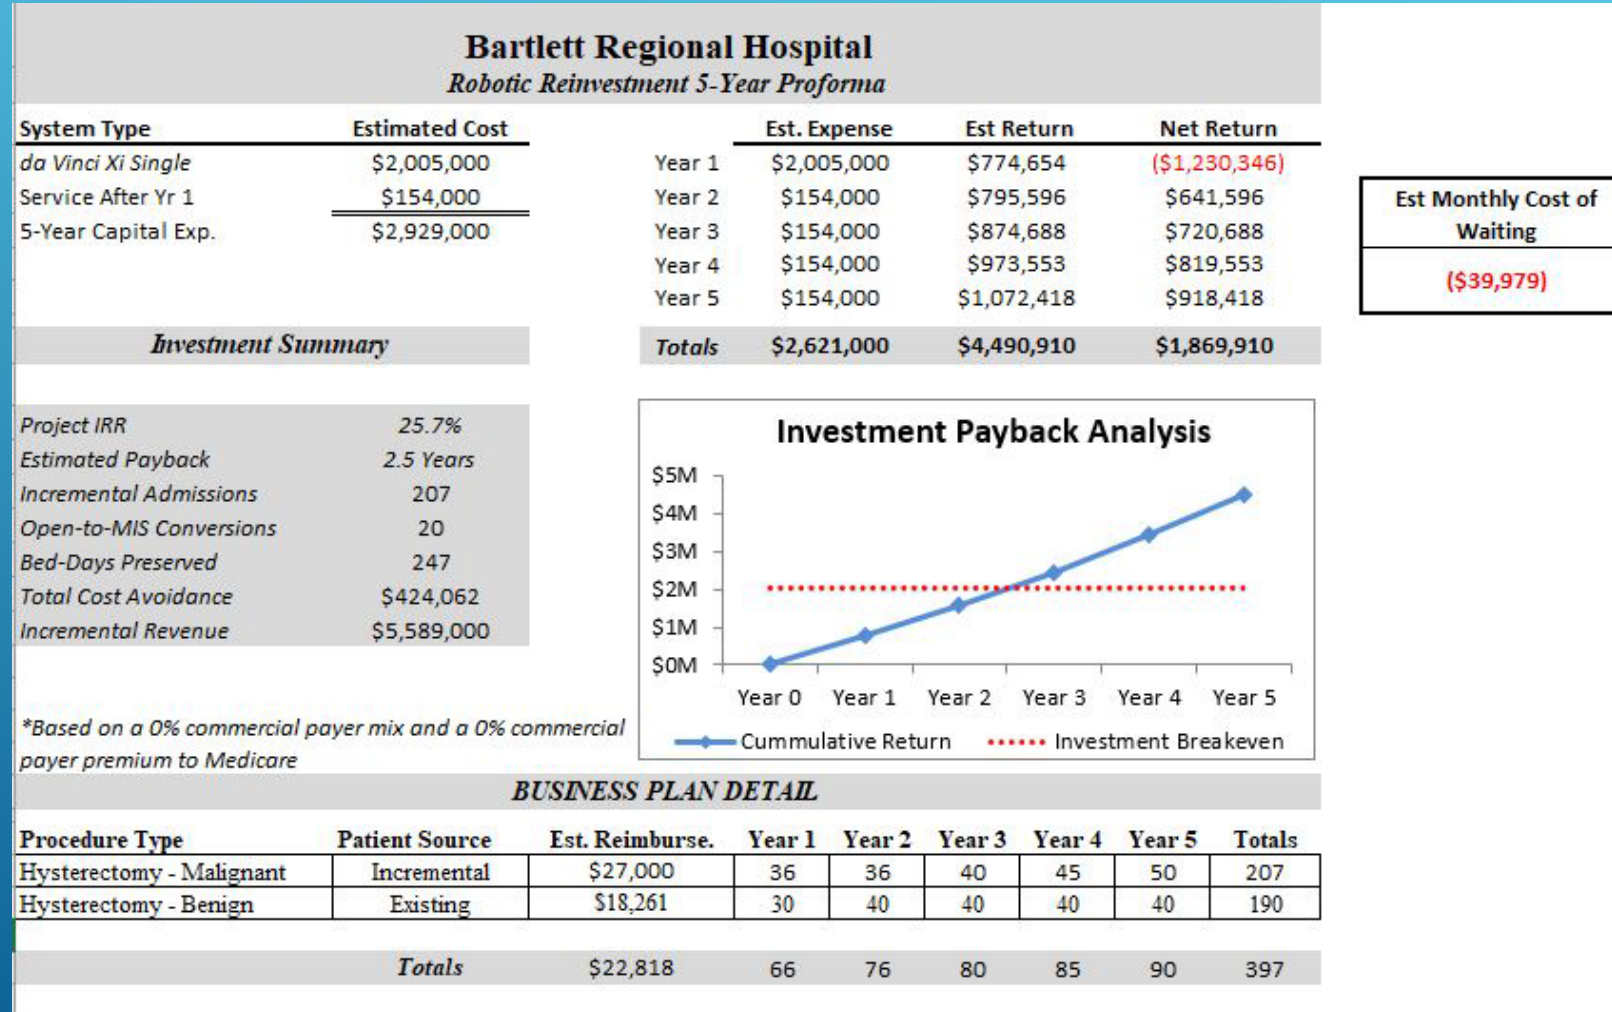 Bartlett Regional Hospital
Robotic Reinvestment 5-Year Proforma
System Type Estimated Cost
da Vinci Xi Single $2,005,000
Service After Yr 1 $154,000
5-Year Capital Exp. $2,929,000
Est. Expense Est Return Net Return
Year 1 $2,005,000 $774,654 ($1,230,346)
Year 2 $154,000 $795,596 $641,596
Year 3 $154,000 $874,688 $720,688
Year 4 $154,000 $973,553 $819,553
Year 5 $154,000 $1,072,418 $918,418
Totals $2,621,000 $4,490,910 $1,869,910
Est Monthly Cost of
Waiting
($39,979)
Investment Summary
Project IRR 25.7%
Estimated Payback 2.5 Years
Incremental Admissions 207
Open-to-MIS Conversions 20
Bed-Days Preserved 247
Total Cost Avoidance $424,062
Incremental Revenue $5,589,000
*Based on a 0% commercial payer mix and a 0% commercial
payer premium to Medicare
Investment Payback Analysis
$5M
$4M
$3M
$2M
$1M
$0M
Year 0 Year 1 Year 2 Year 3 Year 4 Year 5
Cummulative Return Investment Breakeven
BUSINESS PLAN DETAIL
Procedure Type Patient Source Est. Reimburse. Year 1 Year 2 Year 3 Year 4 Year 5 Totals
Hysterectomy - Malignant Incremental $27,000 36 36 40 45 50 207
Hysterectomy - Benign Existing $18,261 30 40 40 40 40 190
Totals $22,818 66 76 80 85 90 397